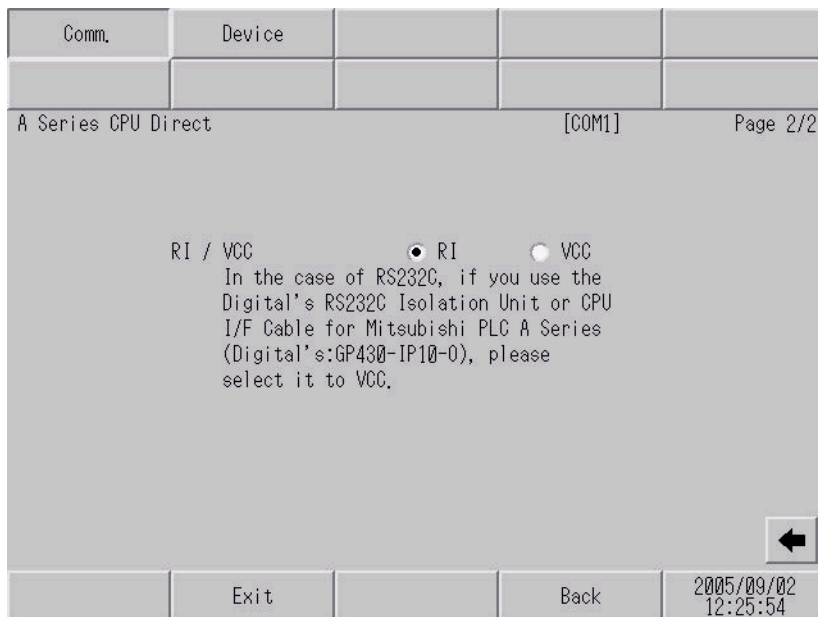 Comm. Device
A Series CPU Direct [COM1] Page 2/2
RI / VCC RI VCC
In the case of RS232C, if you use the
Digital's RS232C Isolation Unit or CPU
I/F Cable for Mitsubishi PLC A Series
(Digital's:GP430-IP10-O), please
select it to VCC.
Exit Back 2005/09/02
12:25:54